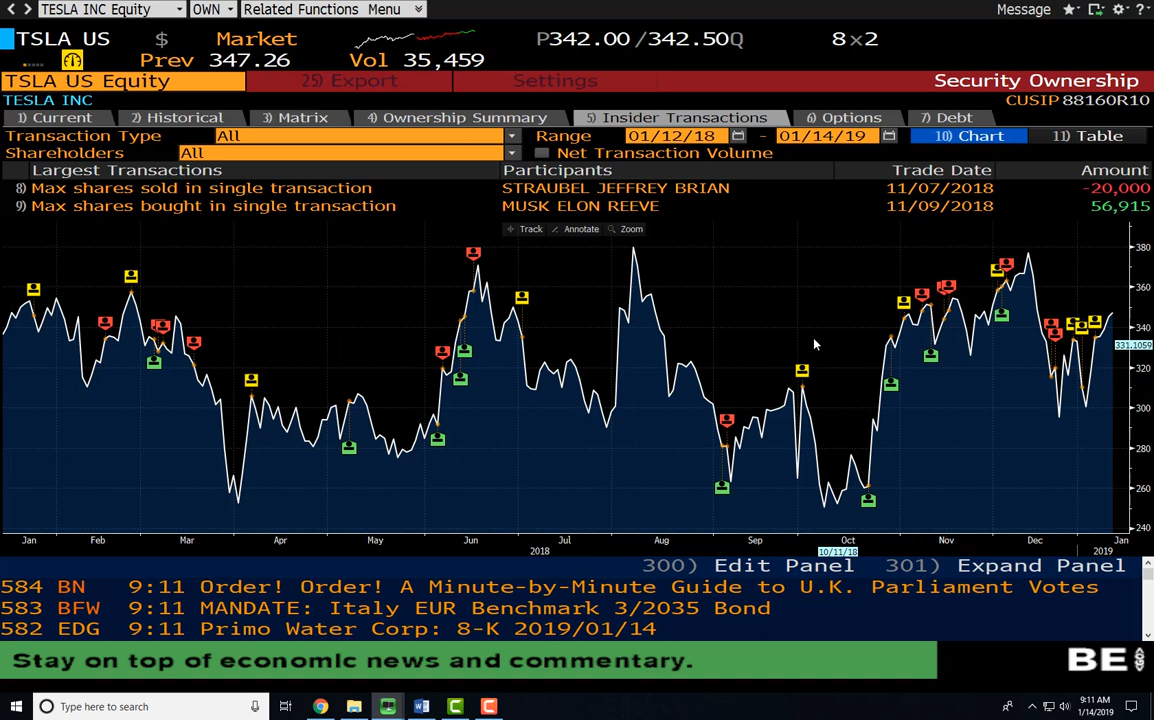 TESLA INC Equity OWN Related Functions Menu Message
TSLA US $ Market P342.00 /342.50Q 8×2
Prev 347.26 Vol 35,459
TSLA US Equity 25) Export Settings Security Ownership
TESLA INC CUSIP 88160R10
1) Current 2) Historical 3) Matrix 4) Ownership Summary 5) Insider Transactions 6) Options 7) Debt
Transaction Type All Range 01/12/18 - 01/14/19 10) Chart 11) Table
Shareholders All Net Transaction Volume
Largest Transactions Participants Trade Date Amount
8) Max shares sold in single transaction STRAUBEL JEFFREY BRIAN 11/07/2018 -20,000
9) Max shares bought in single transaction MUSK ELON REEVE 11/09/2018 56,915
Track Annotate Zoom
380
360
340
331.1059
320
300
280
260
240
Jan Feb Mar Apr May Jun Jul Aug Sep Oct Nov Dec Jan
2018 10/11/18 2019
300) Edit Panel 301) Expand Panel
584 BN 9:11 Order! Order! A Minute-by-Minute Guide to U.K. Parliament Votes
583 BFW 9:11 MANDATE: Italy EUR Benchmark 3/2035 Bond
582 EDG 9:11 Primo Water Corp: 8-K 2019/01/14
Stay on top of economic news and commentary. BE
Type here to search 9:11 AM
1/14/2019